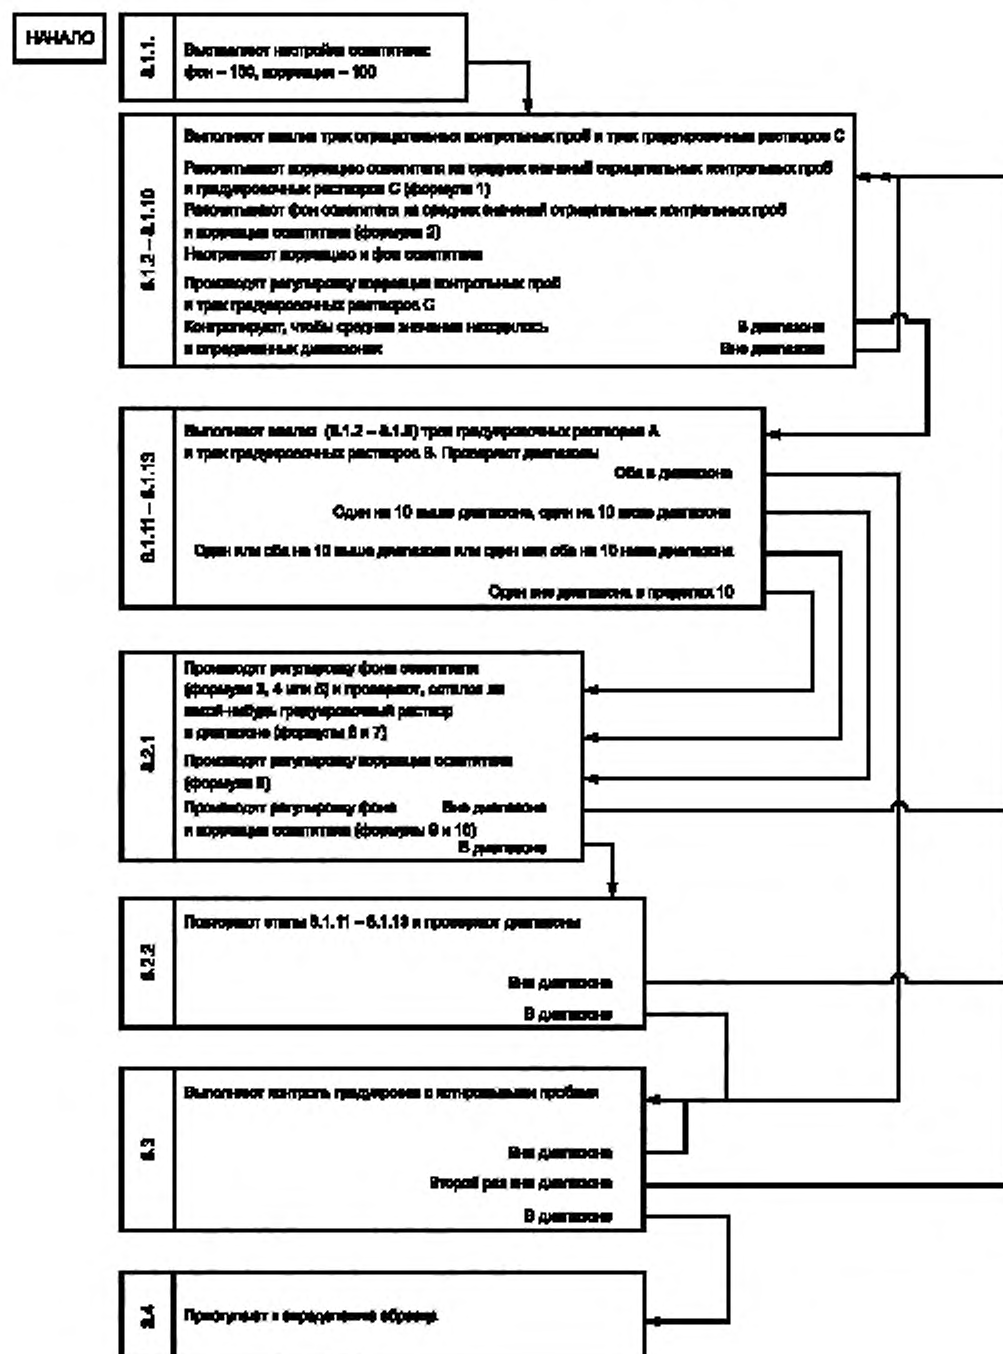 НАЧАЛО
8.1.1.
Выставляют настройки осветителя:
фон – 100, коррекция – 100
8.1.2 – 8.1.10
Выполняют анализ трех отрицательных контрольных проб и трех градуировочных растворов С
Рассчитывают коррекцию осветителя из средних значений отрицательных контрольных проб
и градуировочных растворов С (формула 1)
Рассчитывают фон осветителя из средних значений отрицательных контрольных проб
и коррекции осветителя (формула 2)
Настраивают коррекцию и фон осветителя
Производят регулировку коррекции контрольных проб
и трех градуировочных растворов С
Контролируют, чтобы средние значения находились
в определенных диапазонах
В диапазоне
Вне диапазона
8.1.11 – 8.1.13
Выполняют анализ (8.1.2 – 8.1.8) трех градуировочных растворов А
и трех градуировочных растворов В. Проверяют диапазоны
Оба в диапазоне
Один на 10 выше диапазона, один на 10 ниже диапазона
Один или оба на 10 выше диапазона или один или оба на 10 ниже диапазона
Один вне диапазона в пределах 10
8.2.1
Производят регулировку фона осветителя
(формула 3, 4 или 5) и проверяют, остался ли
какой-нибудь градуировочный раствор
в диапазоне (формулы 6 и 7)
Производят регулировку коррекции осветителя
(формула 8)
Производят регулировку фона
и коррекции осветителя (формулы 9 и 10)
Вне диапазона
В диапазоне
8.2.2
Повторяют этапы 8.1.11 – 8.1.13 и проверяют диапазоны
Вне диапазона
В диапазоне
8.3
Выполняют контроль градуировки с пробами
Вне диапазона
Второй раз вне диапазона
В диапазоне
8.4
Приступают к определению образца